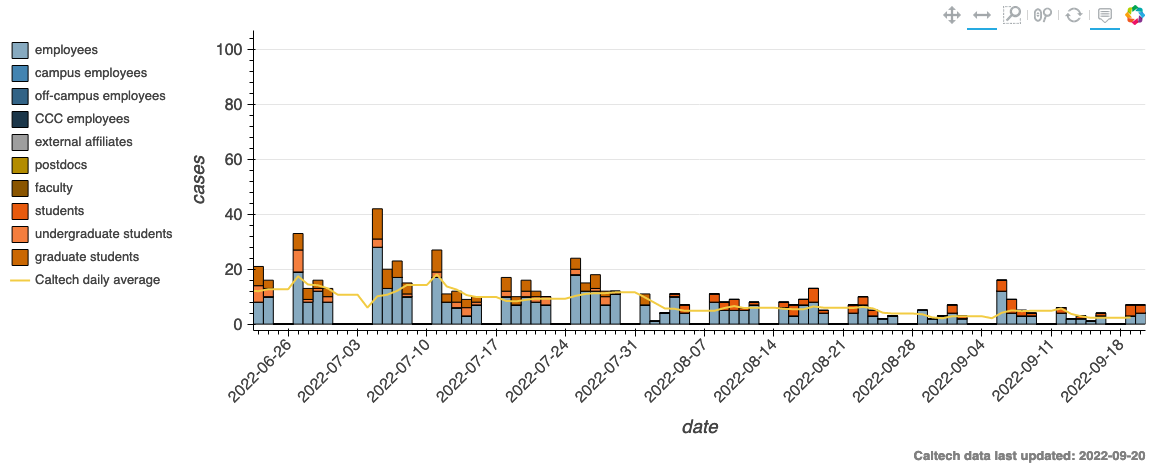 employees
campus employees
off-campus employees
CCC employees
external affiliates
postdocs
faculty
students
undergraduate students
graduate students
Caltech daily average
cases
100
80
60
40
20
0
2022-06-26
2022-07-03
2022-07-10
2022-07-17
2022-07-24
2022-07-31
2022-08-07
2022-08-14
2022-08-21
2022-08-28
2022-09-04
2022-09-11
2022-09-18
date
Caltech data last updated: 2022-09-20